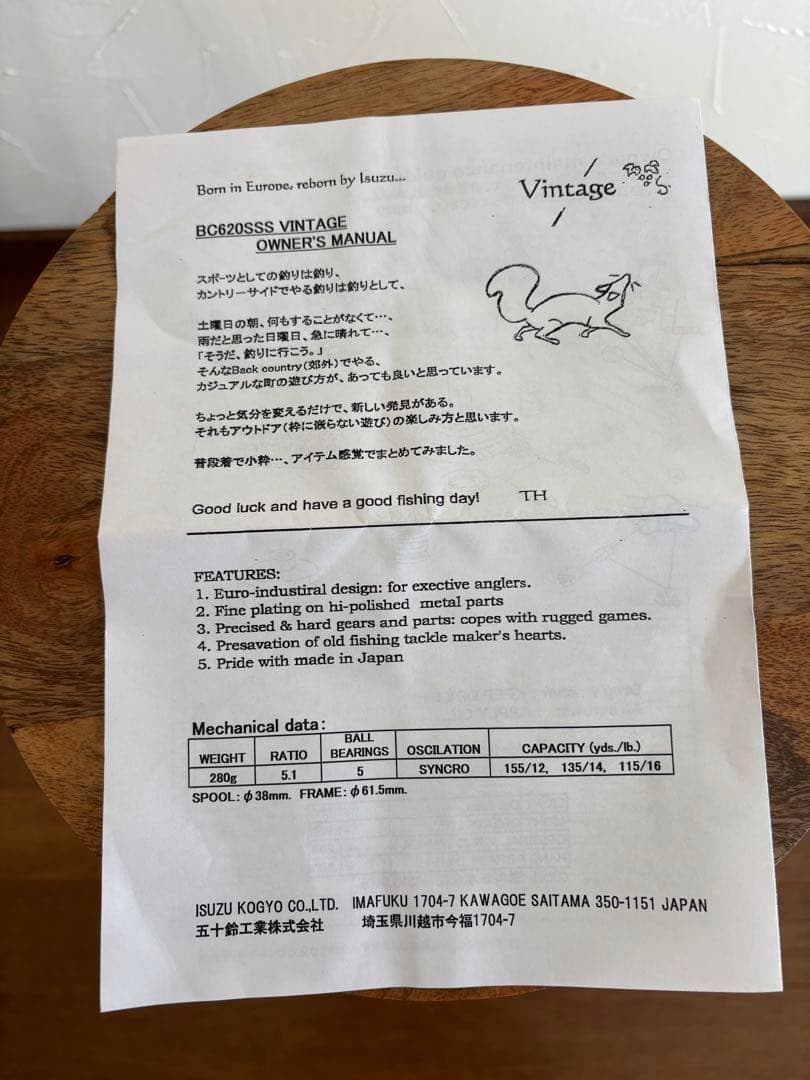 Born in Europe, reborn by Isuzu...
Vintage
BC620SSS VINTAGE
OWNER'S MANUAL
スポーツとしての釣りは釣り、
カントリーサイドでやる釣りは釣りとして、
土曜日の朝、何もすることがなくて…、
雨だと思った日曜日、急に晴れて…、
「そうだ、釣りに行こう。」
そんなBack country(郊外)でやる、
カジュアルな町の遊び方が、あっても良いと思っています。
ちょっと気分を変えるだけで、新しい発見がある。
それもアウトドア(枠に嵌らない遊び)の楽しみ方と思います。
普段着で小粋…、アイテム感覚でまとめてみました。
Good luck and have a good fishing day! TH
FEATURES:
1. Euro-industiral design: for exective anglers.
2. Fine plating on hi-polished metal parts
3. Precised & hard gears and parts: copes with rugged games.
4. Presavation of old fishing tackle maker's hearts.
5. Pride with made in Japan
Mechanical data:
WEIGHT RATIO BALL BEARINGS OSCILATION CAPACITY (yds./lb.)
280g 5.1 5 SYNCRO 155/12, 135/14, 115/16
SPOOL: φ38mm. FRAME: φ61.5mm.
ISUZU KOGYO CO.,LTD. IMAFUKU 1704-7 KAWAGOE SAITAMA 350-1151 JAPAN
五十鈴工業株式会社 埼玉県川越市今福1704-7